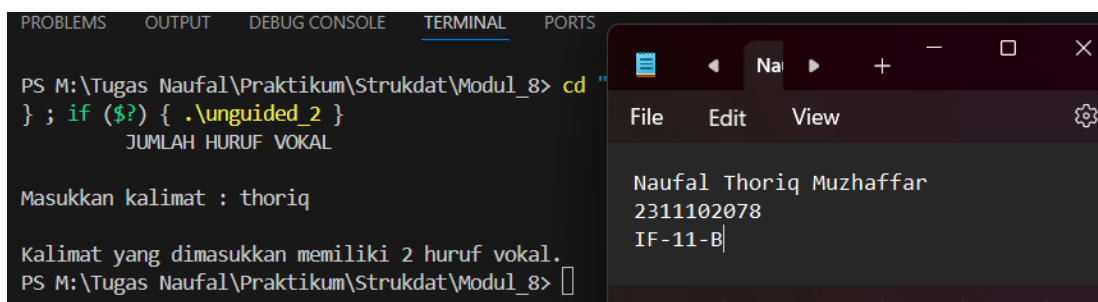 PROBLEMS OUTPUT DEBUG CONSOLE TERMINAL PORTS
PS M:\Tugas Naufal\Praktikum\Strukdat\Modul_8> cd "
} ; if ($?) { .\unguided_2 }
JUMLAH HURUF VOKAL
Masukkan kalimat : thoriq
Kalimat yang dimasukkan memiliki 2 huruf vokal.
PS M:\Tugas Naufal\Praktikum\Strukdat\Modul_8>
Nau
File Edit View
Naufal Thoriq Muzhaffar
2311102078
IF-11-B